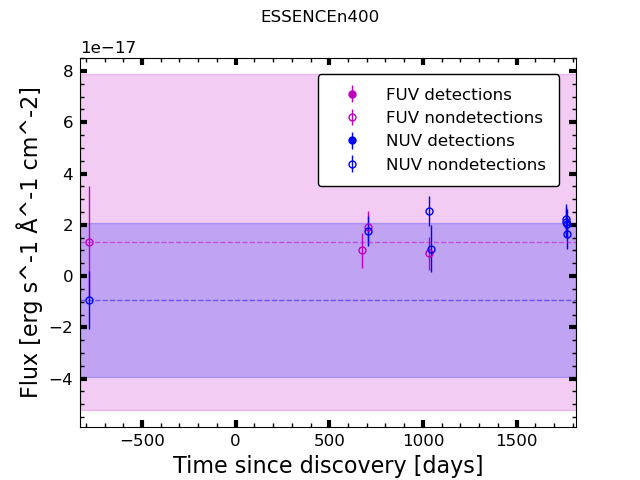 ESSENCEn400
1e−17
8
6
4
2
0
−2
−4
Flux [erg s^-1 Å^-1 cm^-2]
FUV detections
FUV nondetections
NUV detections
NUV nondetections
−500 0 500 1000 1500
Time since discovery [days]